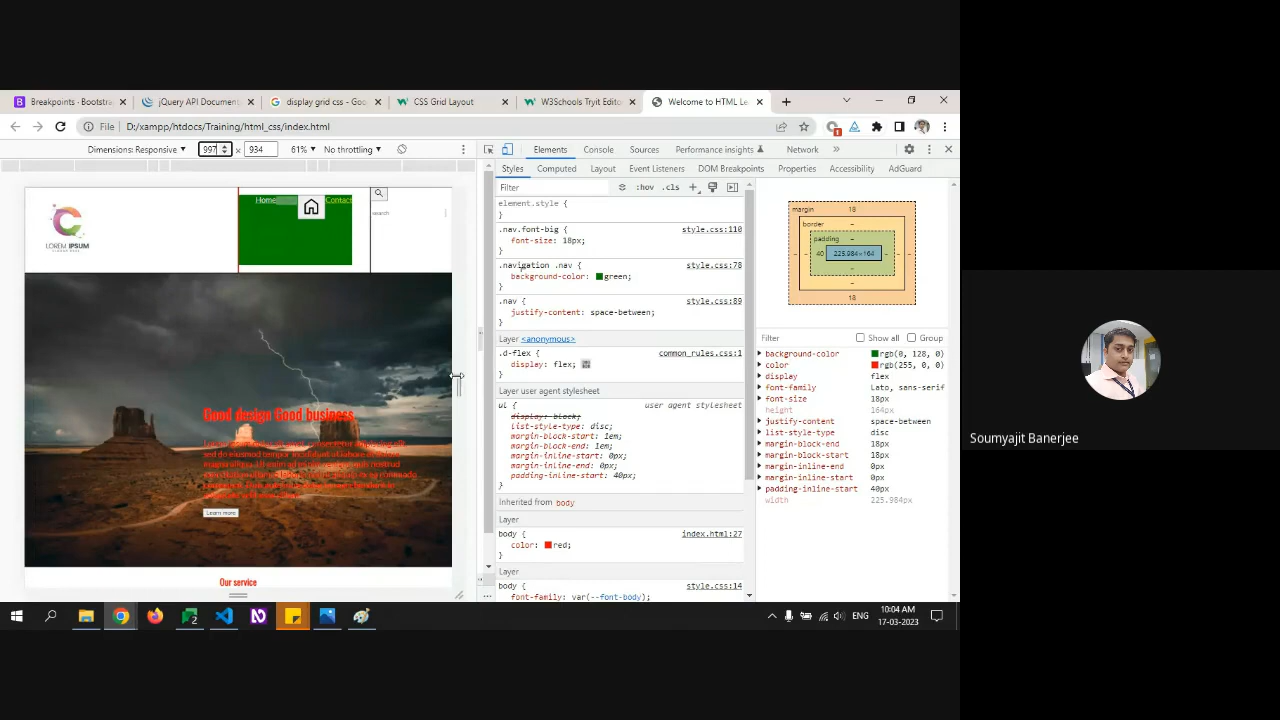 Breakpoints · Bootstra
jQuery API Document
display grid css - Goo
CSS Grid Layout
W3Schools Tryit Edito
Welcome to HTML Le
File
D:/xampp/htdocs/Training/html_css/index.html
Dimensions: Responsive
997
×
934
61%
No throttling
Elements
Console
Sources
Performance insights
Network
Styles
Computed
Layout
Event Listeners
DOM Breakpoints
Properties
Accessibility
AdGuard
Filter
:hov
.cls
LOREM IPSUM
Home
Contact
search
Good design Good business.
Learn more
Our service
element.style {
}
.nav.font-big {
style.css:110
font-size: 18px;
}
.navigation .nav {
style.css:78
background-color: green;
}
.nav {
style.css:89
justify-content: space-between;
}
Layer <anonymous>
.d-flex {
common_rules.css:1
display: flex;
}
Layer user agent stylesheet
ul {
user agent stylesheet
display: block;
list-style-type: disc;
margin-block-start: 1em;
margin-block-end: 1em;
margin-inline-start: 0px;
margin-inline-end: 0px;
padding-inline-start: 40px;
}
Inherited from body
Layer
body {
index.html:27
color: red;
}
Layer
body {
style.css:14
font-family: var(--font-body);
margin
18
border
–
padding
–
–
–
40
225.984×164
–
–
–
–
–
18
Filter
Show all
Group
background-color
rgb(0, 128, 0)
color
rgb(255, 0, 0)
display
flex
font-family
Lato, sans-serif
font-size
18px
height
164px
justify-content
space-between
list-style-type
disc
margin-block-end
18px
margin-block-start
18px
margin-inline-end
0px
margin-inline-start
0px
padding-inline-start
40px
width
225.984px
Soumyajit Banerjee
2
ENG
10:04 AM
17-03-2023